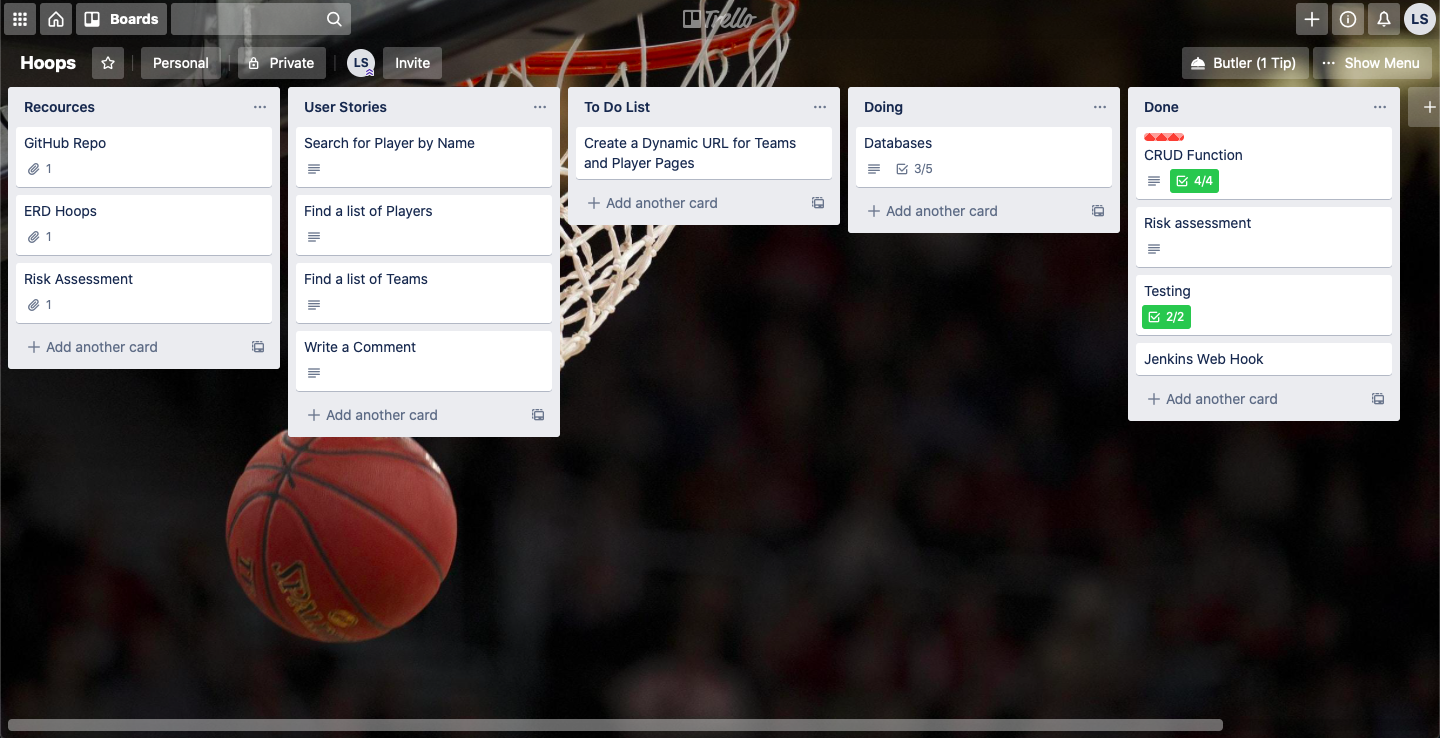 Boards
Trello
LS
Hoops
Personal
Private
LS
Invite
Butler (1 Tip)
Show Menu
Recources
GitHub Repo
1
ERD Hoops
1
Risk Assessment
1
Add another card
User Stories
Search for Player by Name
Find a list of Players
Find a list of Teams
Write a Comment
Add another card
To Do List
Create a Dynamic URL for Teams
and Player Pages
Add another card
Doing
Databases
3/5
Add another card
Done
CRUD Function
4/4
Risk assessment
Testing
2/2
Jenkins Web Hook
Add another card